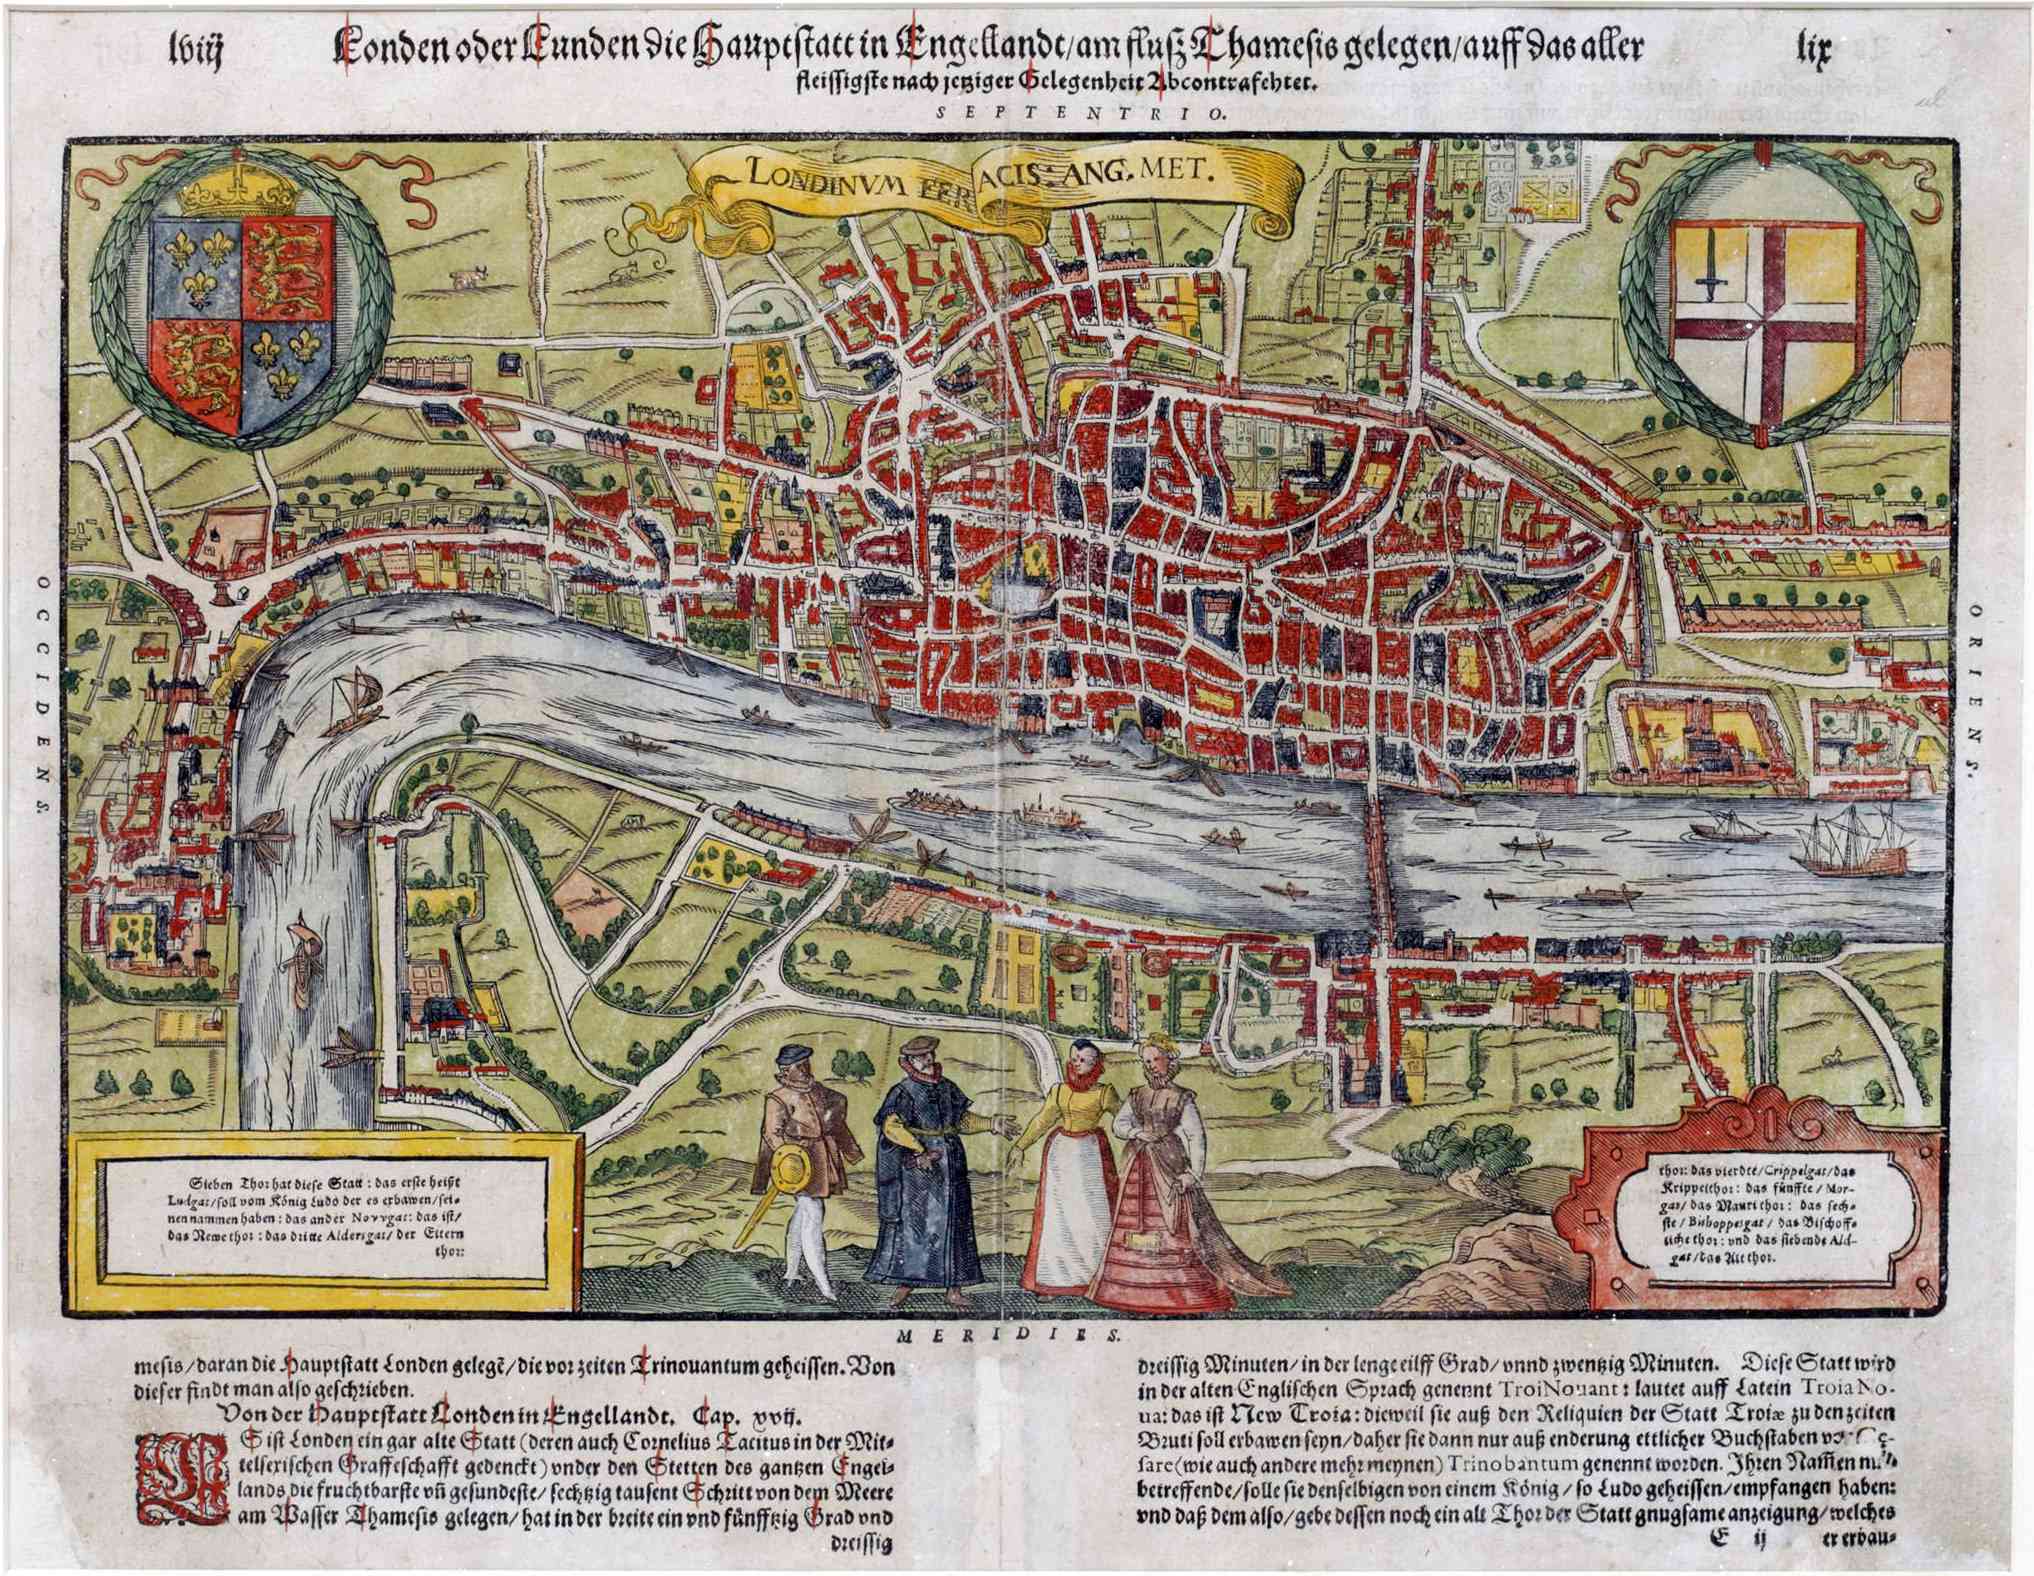 lviij
Londen oder Lunden die Hauptstatt in Engellandt/ am fluß Thamesis gelegen/ auff das aller
lix
fleissigste nach jetziger Gelegenheit Abcontrafehtet.
SEPTENTRIO.
LONDINVM FERACIS: ANG. MET.
OCCIDENS.
ORIENS.
Sieben Thor hat diese Statt: das erste heißt
Ludgat/ soll vom König Ludo der es erbawen/ sei-
nen nammen haben: das ander Novvgat: das ist/
das Newe thor: das dritte Aldersgat/ der Eltern
thor:
thor: das vierdte/ Crippelgat/ das
Krippelthor: das fünffte/ Mor-
gat/ das Maurithor: das sech-
ste/ Bishoppesgat/ das Bischoff-
liche thor: vnd das siebende Ald-
gat/ das Alt thor.
MERIDIES.
mesis/ daran die Hauptstatt Londen gelegē/ die vor zeiten Trinouantum geheissen. Von
dieser findt man also geschrieben.
Von der Hauptstatt Londen in Engellandt. Cap. xvij.
ES ist Londen ein gar alte Statt (deren auch Cornelius Tacitus in der Mit-
telsexischen Graffeschafft gedenckt) vnder den Stetten des gantzen Engel-
lands die fruchtbarste vñ gesundeste/ sechtzig tausent Schritt von dem Meere
am Wasser Thamesis gelegen/ hat in der breite ein vnd fünfftzig Grad vnd
dreissig
dreissig Minuten/ in der lenge eilff Grad/ vnnd zwentzig Minuten. Diese Statt wird
in der alten Englischen Sprach genennt TroiNouant: lautet auff Latein TroiaNo-
ua: das ist New Troia: dieweil sie auß den Reliquien der Statt Troiæ zu den zeiten
Bruti soll erbawen seyn/ daher sie dann nur auß enderung ettlicher Buchstaben
sare (wie auch andere mehr meynen) Trinobantum genennt worden. Ihren Nammen
betreffende/ solle sie denselbigen von einem König/ so Ludo geheissen/ empfangen haben:
vnd daß dem also/ gebe dessen noch ein alt Thor der Statt gnugsame anzeigung/ welches
E ij
er erbau-